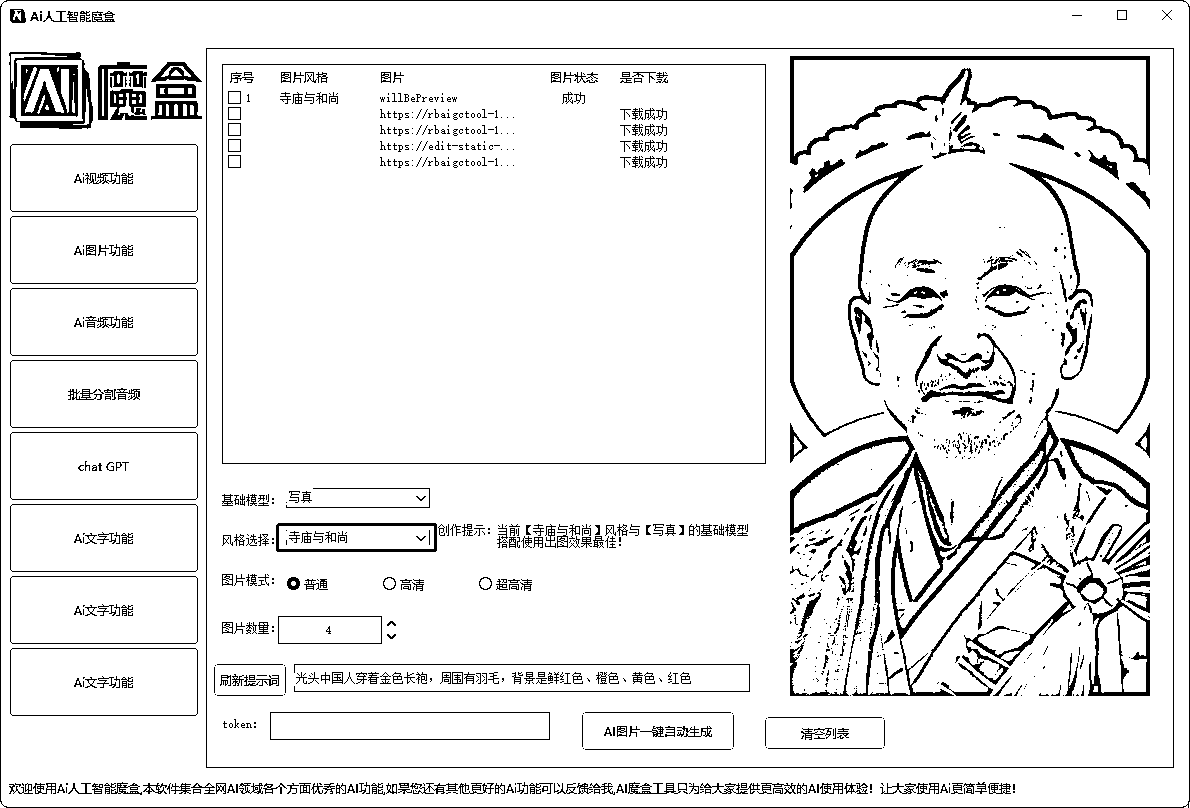 Ai人工智能魔盒
AI魔盒
Ai视频功能
Ai图片功能
Ai音频功能
批量分割音频
chat GPT
Ai文字功能
Ai文字功能
Ai文字功能
序号 图片风格 图片 图片状态 是否下载
1 寺庙与和尚 willBePreview 成功
https://rbaigctool-1... 下载成功
https://rbaigctool-1... 下载成功
https://edit-static-... 下载成功
https://rbaigctool-1... 下载成功
基础模型： 写真
风格选择： 寺庙与和尚
创作提示：当前【寺庙与和尚】风格与【写真】的基础模型
搭配使用出图效果最佳！
图片模式： 普通 高清 超高清
图片数量： 4
刷新提示词 光头中国人穿着金色长袍，周围有羽毛，背景是鲜红色、橙色、黄色、红色
token： AI图片一键自动生成 清空列表
欢迎使用Ai人工智能魔盒,本软件集合全网AI领域各个方面优秀的AI功能,如果您还有其他更好的Ai功能可以反馈给我,AI魔盒工具只为给大家提供更高效的AI使用体验！让大家使用Ai更简单便捷！